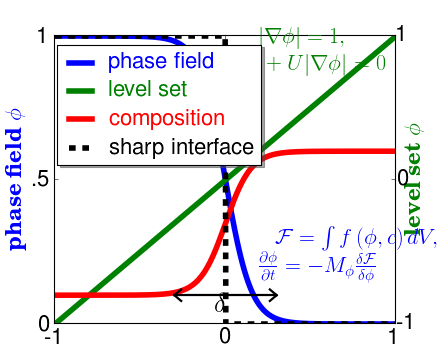 phase field
level set
composition
sharp interface
|∇ϕ| = 1,
+ U|∇ϕ| = 0
ℱ = ∫ f (ϕ, c) dV,
∂ϕ/∂t = −M_ϕ δℱ/δϕ
phase field ϕ
level set ϕ
1
.5
0
1
0
-1
-1
0
1